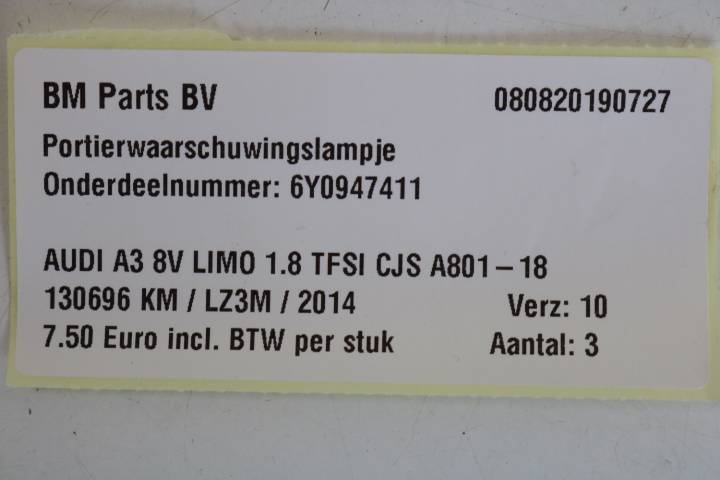 BM Parts BV 080820190727
Portierwaarschuwingslampje
Onderdeelnummer: 6Y0947411
AUDI A3 8V LIMO 1.8 TFSI CJS A801-18
130696 KM / LZ3M / 2014 Verz: 10
7.50 Euro incl. BTW per stuk Aantal: 3